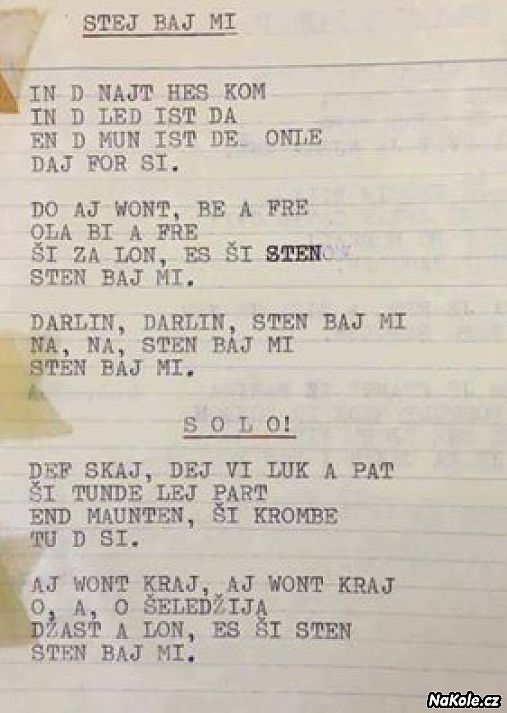 STEJ BAJ MI
IN D NAJT HES KOM
IN D LED IST DA
EN D MUN IST DE ONLE
DAJ FOR SI.
DO AJ WONT, BE A FRE
OLA BI A FRE
ŠI ZA LON, ES ŠI STEN
STEN BAJ MI.
DARLIN, DARLIN, STEN BAJ MI
NA, NA, STEN BAJ MI
STEN BAJ MI.
S O L O!
DEF SKAJ, DEJ VI LUK A PAT
ŠI TUNDE LEJ PART
END MAUNTEN, ŠI KROMBE
TU D SI.
AJ WONT KRAJ, AJ WONT KRAJ
O, A, O ŠELEDŽIJA
DŽAST A LON, ES ŠI STEN
STEN BAJ MI.
NaKole.cz